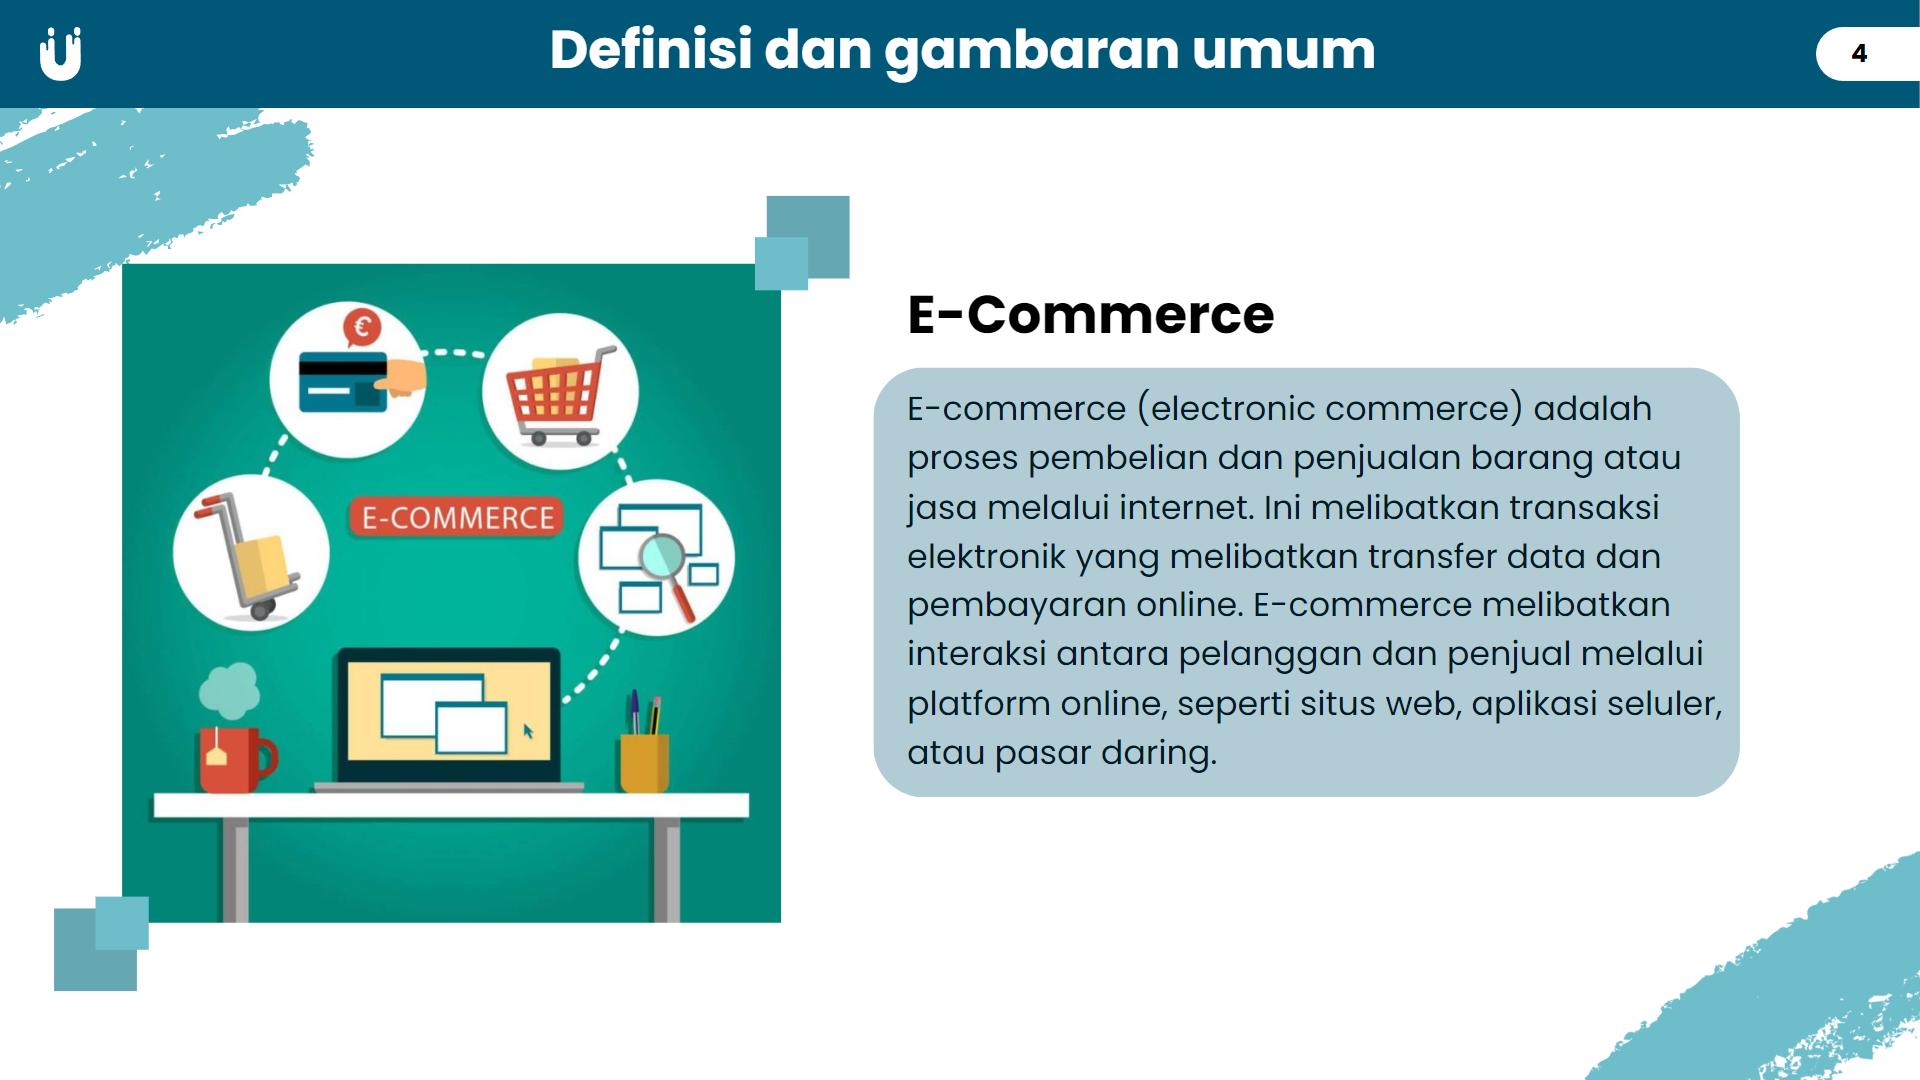 Definisi dan gambaran umum
4
€
E-COMMERCE
E-Commerce
E-commerce (electronic commerce) adalah
proses pembelian dan penjualan barang atau
jasa melalui internet. Ini melibatkan transaksi
elektronik yang melibatkan transfer data dan
pembayaran online. E-commerce melibatkan
interaksi antara pelanggan dan penjual melalui
platform online, seperti situs web, aplikasi seluler,
atau pasar daring.